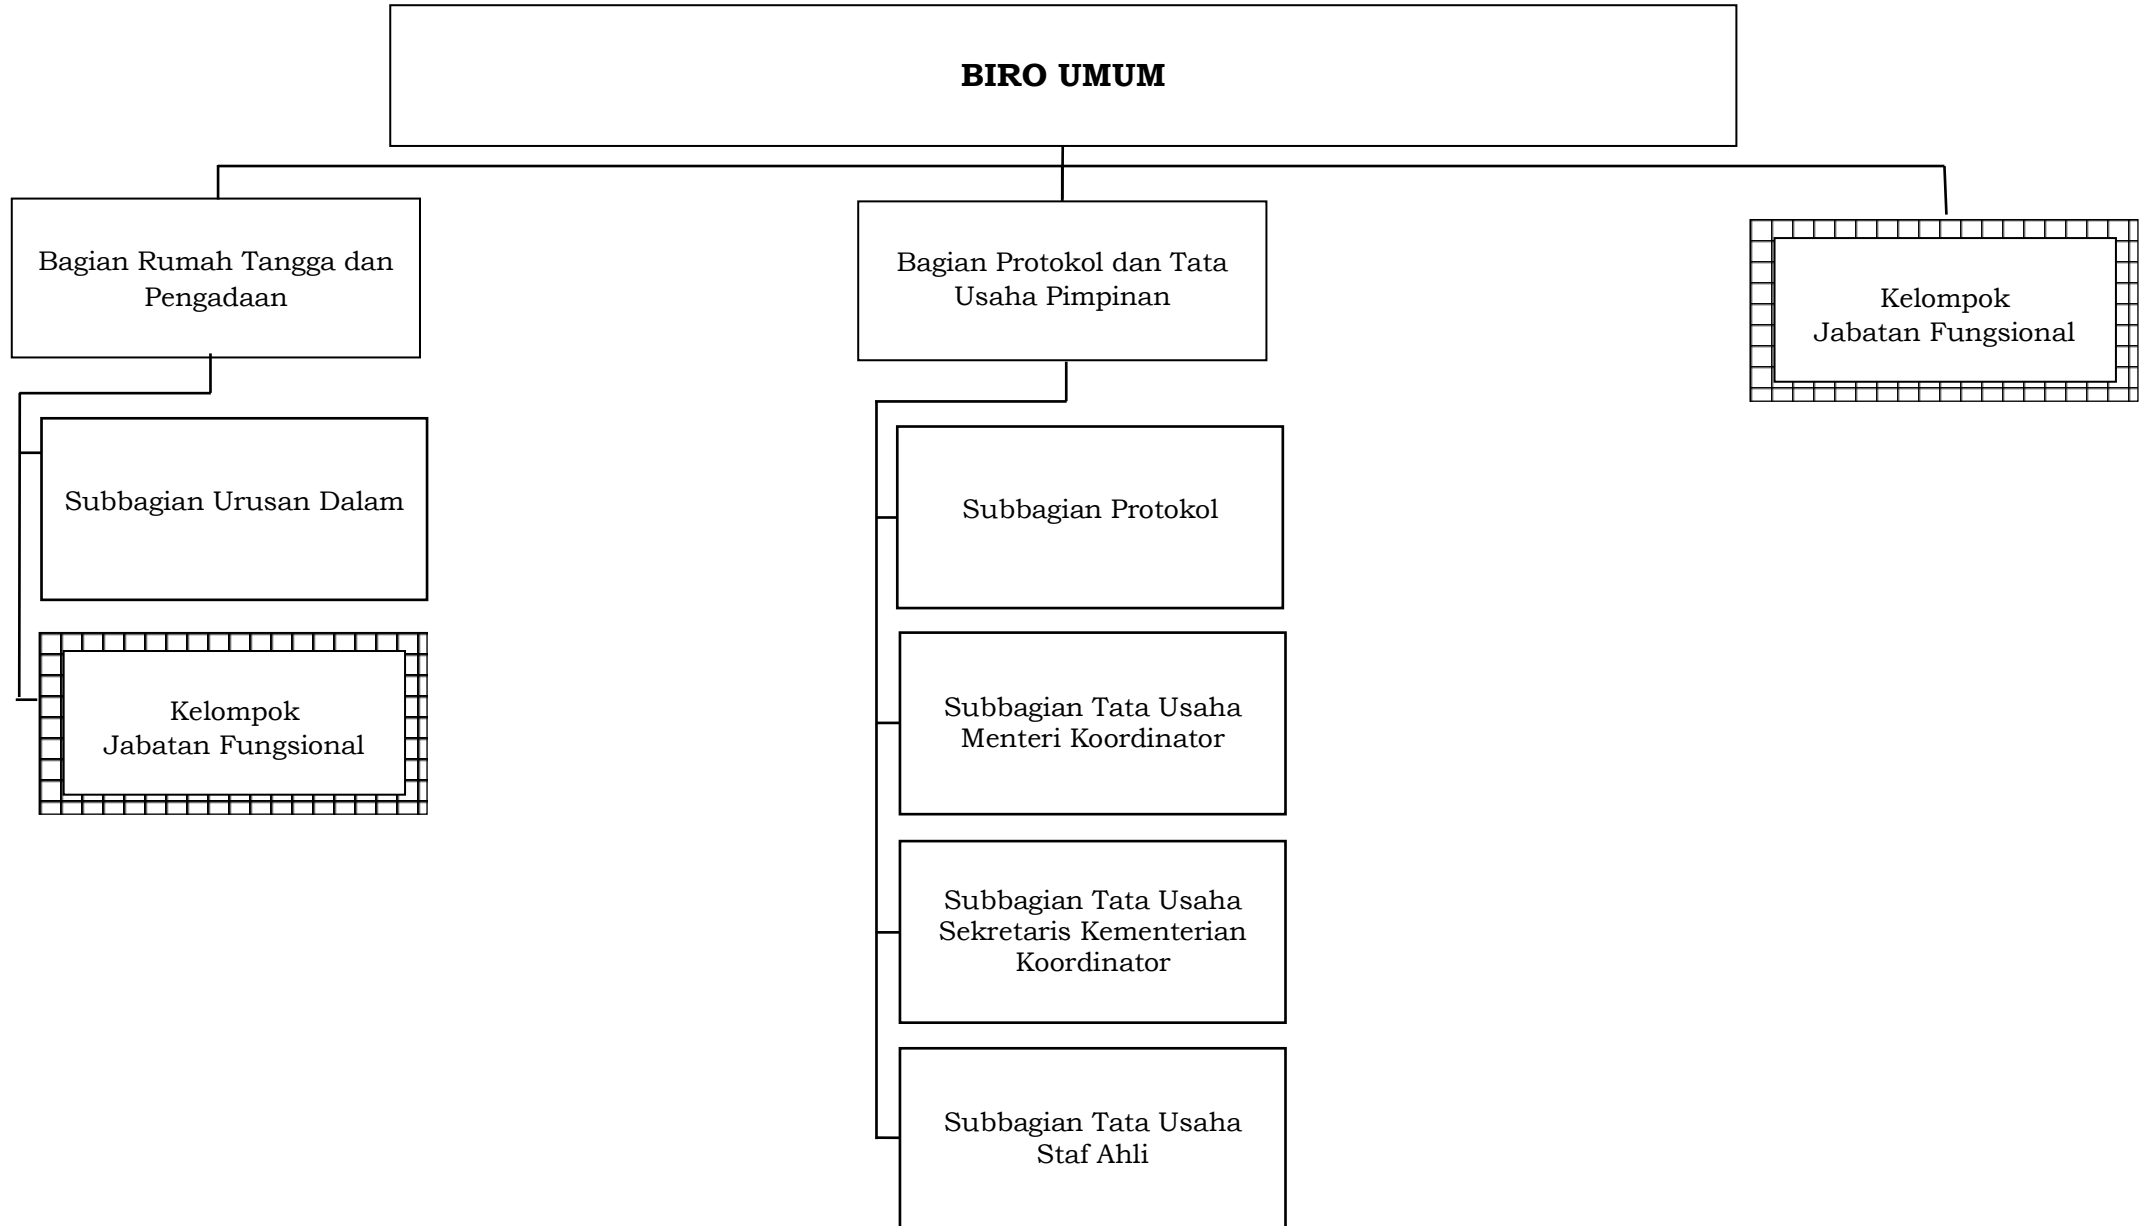 BIRO UMUM
Bagian Rumah Tangga dan
Pengadaan
Bagian Protokol dan Tata
Usaha Pimpinan
Kelompok
Jabatan Fungsional
Subbagian Urusan Dalam
Kelompok
Jabatan Fungsional
Subbagian Protokol
Subbagian Tata Usaha
Menteri Koordinator
Subbagian Tata Usaha
Sekretaris Kementerian
Koordinator
Subbagian Tata Usaha
Staf Ahli